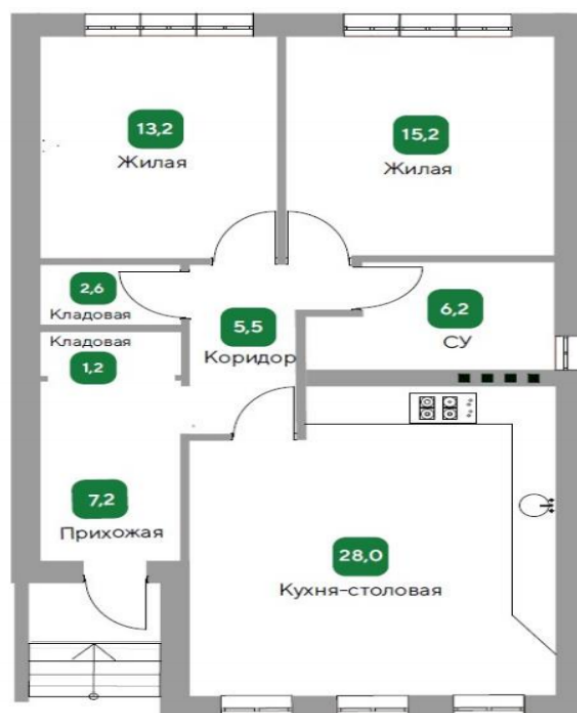 13,2
Жилая
15,2
Жилая
2,6
Кладовая
Кладовая
1,2
5,5
Коридор
6,2
СУ
7,2
Прихожая
28,0
Кухня-столовая